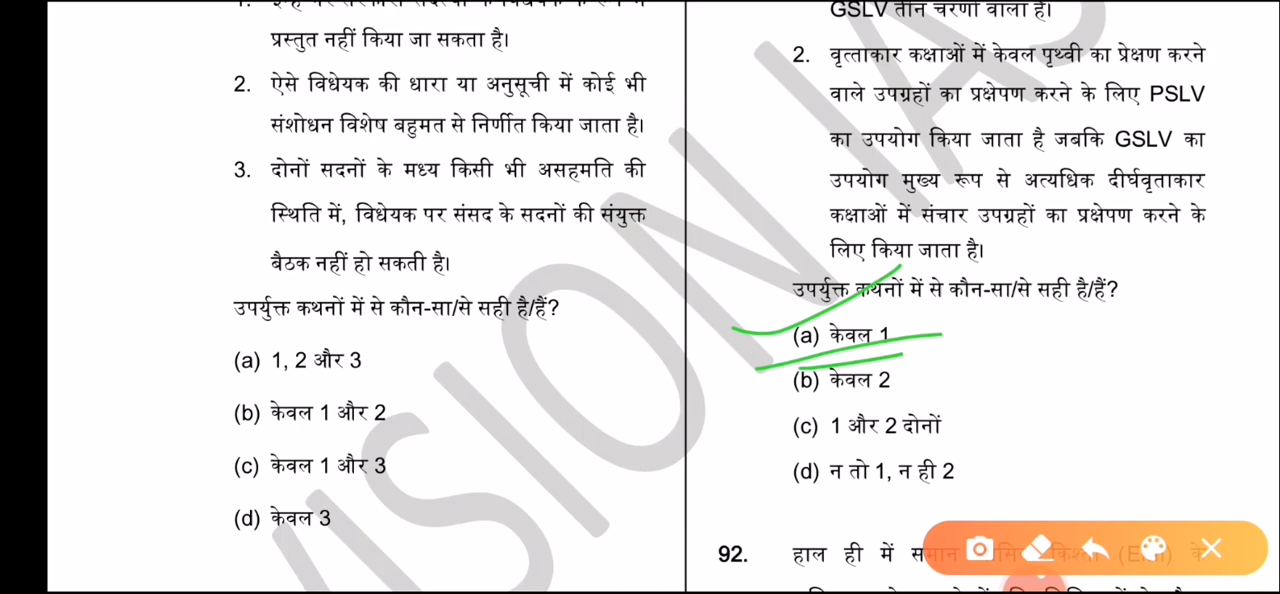 प्रस्तुत नहीं किया जा सकता है।
2. ऐसे विधेयक की धारा या अनुसूची में कोई भी
संशोधन विशेष बहुमत से निर्णीत किया जाता है।
3. दोनों सदनों के मध्य किसी भी असहमति की
स्थिति में, विधेयक पर संसद के सदनों की संयुक्त
बैठक नहीं हो सकती है।
उपर्युक्त कथनों में से कौन-सा/से सही है/हैं?
(a) 1, 2 और 3
(b) केवल 1 और 2
(c) केवल 1 और 3
(d) केवल 3
GSLV तीन चरणों वाला है।
2. वृत्ताकार कक्षाओं में केवल पृथ्वी का प्रेक्षण करने
वाले उपग्रहों का प्रक्षेपण करने के लिए PSLV
का उपयोग किया जाता है जबकि GSLV का
उपयोग मुख्य रूप से अत्यधिक दीर्घवृताकार
कक्षाओं में संचार उपग्रहों का प्रक्षेपण करने के
लिए किया जाता है।
उपर्युक्त कथनों में से कौन-सा/से सही है/हैं?
(a) केवल 1
(b) केवल 2
(c) 1 और 2 दोनों
(d) न तो 1, न ही 2
92. हाल ही में समान किश्त (EMI) के
VISION IAS